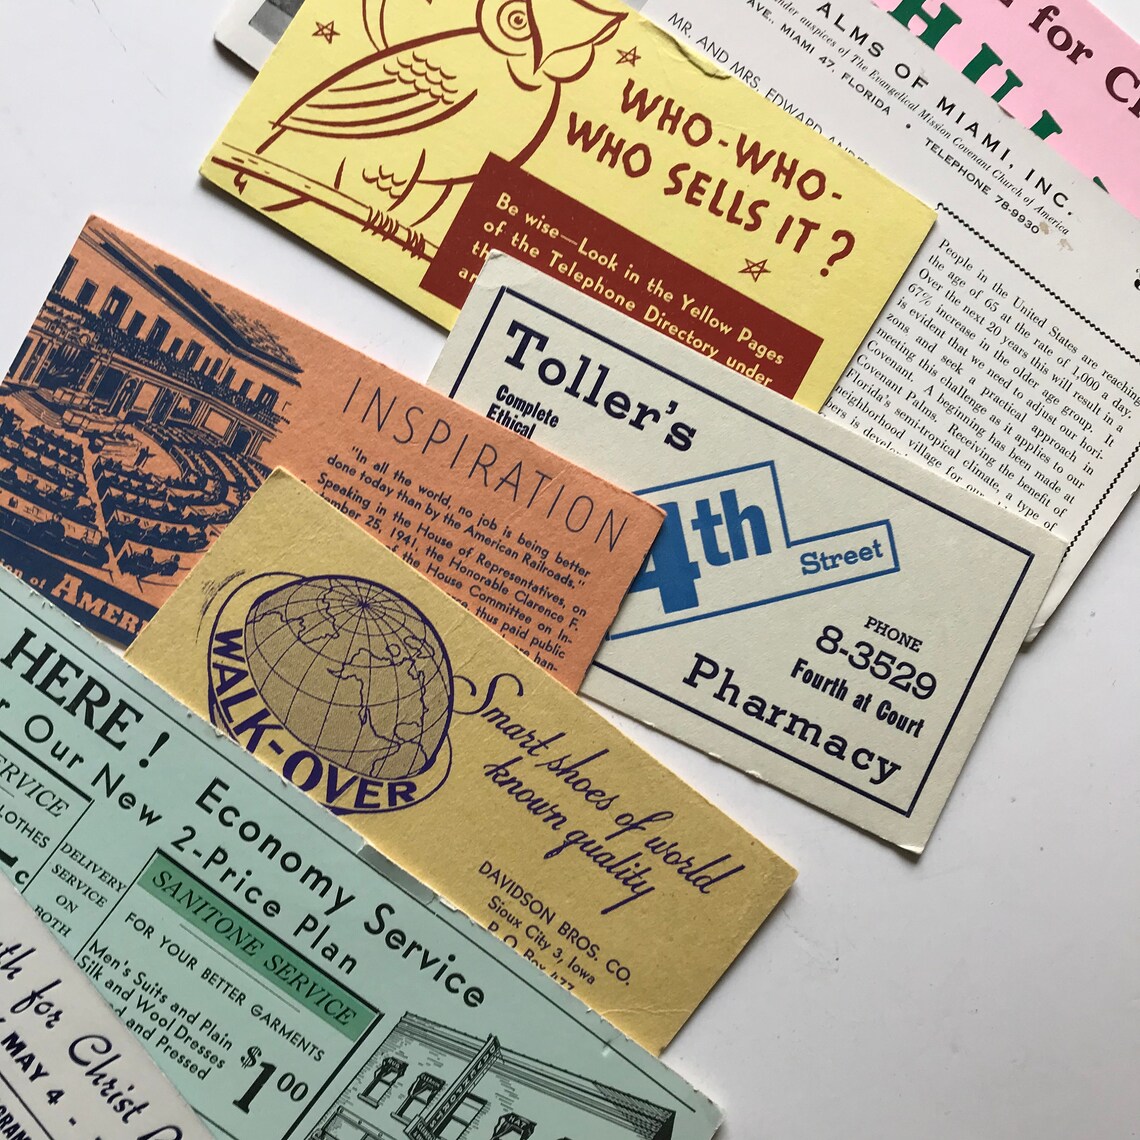 WHO-WHO-
WHO SELLS IT?
Be wise—Look in the Yellow Pages
of the Telephone Directory under
ALMS OF MIAMI, INC.
under auspices of The Evangelical Mission Covenant Church of America
AVE., MIAMI 47, FLORIDA • TELEPHONE 78-9930
MR. AND MRS. EDWARD
People in the United States are reaching
the age of 65 at the rate of 1,000 a day.
Over the next 20 years this will result in a
67% increase in the older age group. It
is evident that we need to adjust our hori-
zons and seek a practical approach in
meeting this challenge as it applies to our
Covenant. A beginning has been made at
Covenant Palms. Receiving the benefit of
Florida's semi-tropical climate, a type of
neighborhood village for our
for
INSPIRATION
"In all the world, no job is being better
done today than by the American Railroads."
Speaking in the House of Representatives, on
25, 1941, the Honorable Clarence F.
of the House Committee on In-
thus paid public
of AMER
Toller's
Complete
Ethical
4th
Street
PHONE
8-3529
Fourth at Court
Pharmacy
WALK-OVER
Smart shoes of world
known quality
DAVIDSON BROS. CO.
Sioux City 3, Iowa
P. O. Box 477
HERE!
Our New Economy Service
2-Price Plan
SERVICE
CLOTHES
DELIVERY
SERVICE
ON
BOTH
SANITONE SERVICE
FOR YOUR BETTER GARMENTS
Men's Suits and Plain
Silk and Wool Dresses
and Pressed
$1.00
for Christ
MAY 4 -